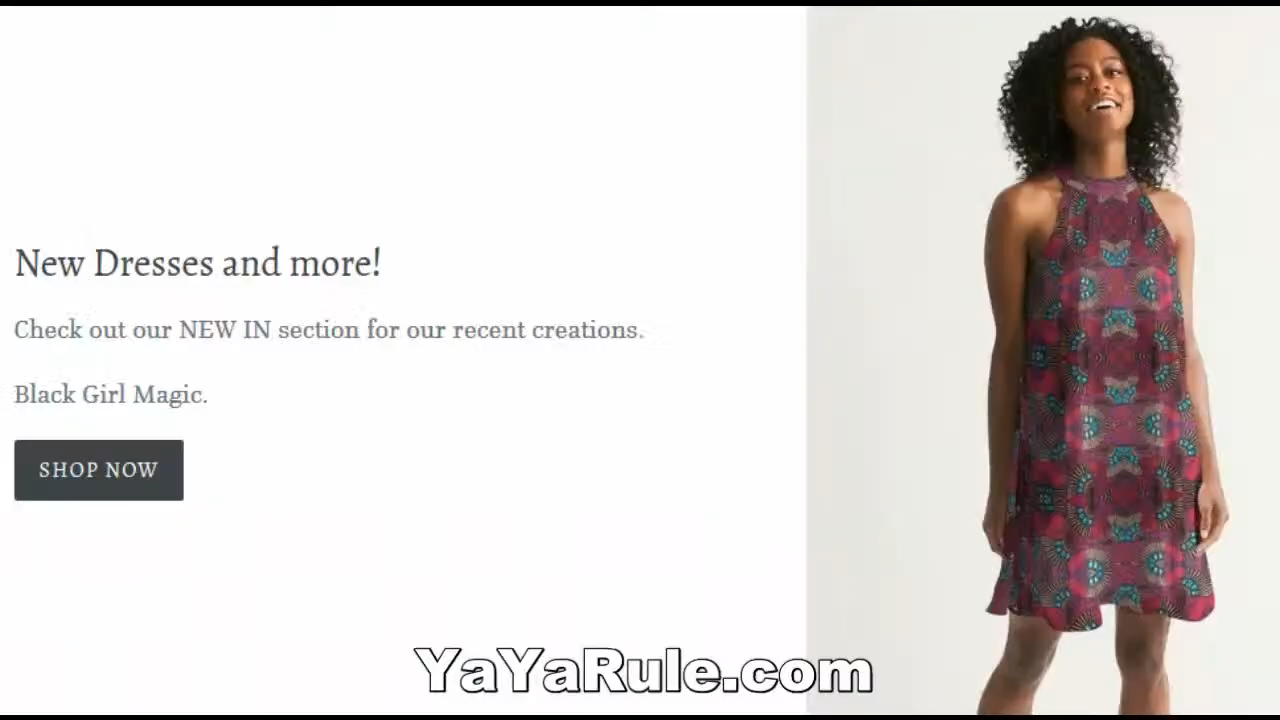 New Dresses and more!
Check out our NEW IN section for our recent creations.
Black Girl Magic.
SHOP NOW
YaYaRule.com